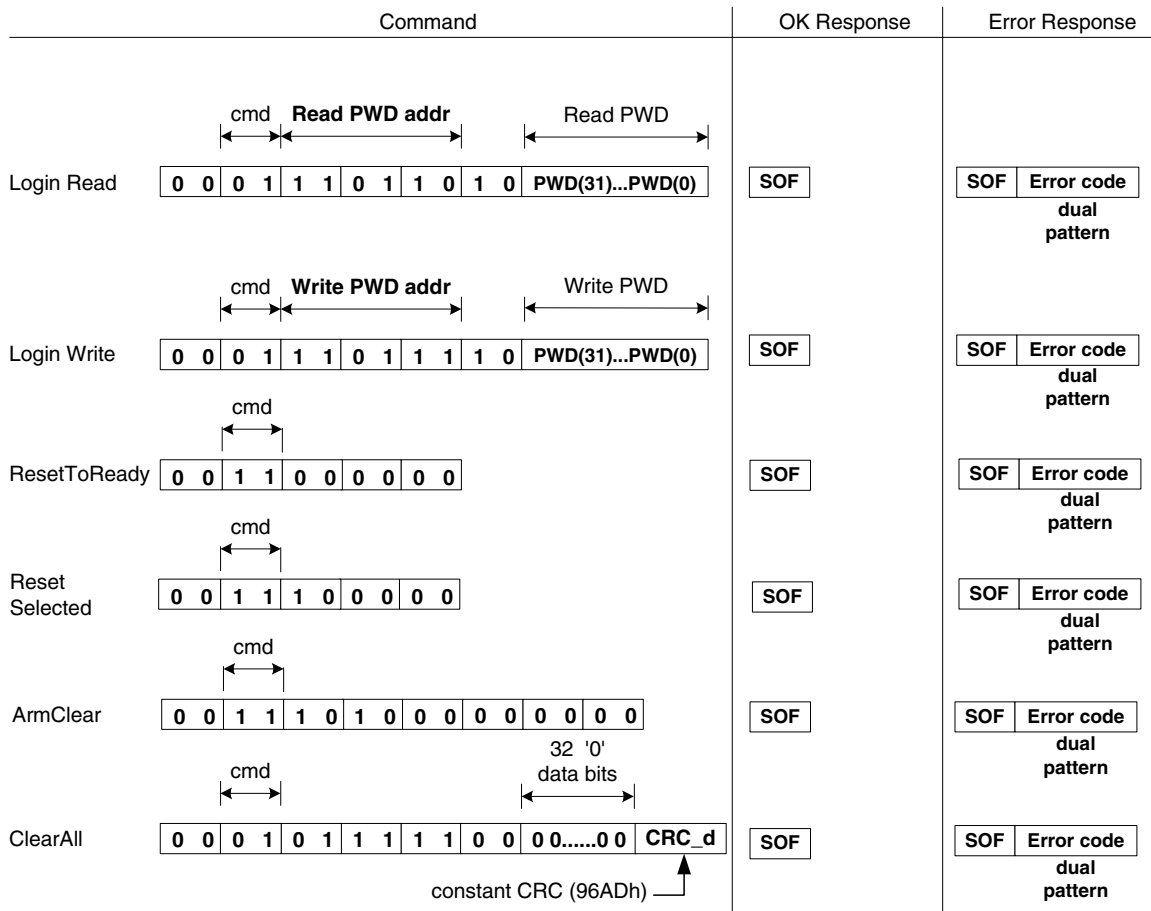 Command OK Response Error Response
cmd Read PWD addr Read PWD
Login Read 0 0 0 1 1 1 0 1 1 0 1 0 PWD(31)...PWD(0) SOF SOF Error code
dual
pattern
cmd Write PWD addr Write PWD
Login Write 0 0 0 1 1 1 0 1 1 1 1 0 PWD(31)...PWD(0) SOF SOF Error code
dual
pattern
cmd
ResetToReady 0 0 1 1 0 0 0 0 0 0 SOF SOF Error code
dual
pattern
cmd
Reset
Selected 0 0 1 1 1 0 0 0 0 0 SOF SOF Error code
dual
pattern
cmd
ArmClear 0 0 1 1 1 0 1 0 0 0 0 0 0 0 0 0 SOF SOF Error code
dual
pattern
32 '0'
data bits
cmd
ClearAll 0 0 0 1 0 1 1 1 1 1 0 0 0 0......0 0 CRC_d SOF SOF Error code
dual
pattern
constant CRC (96ADh)